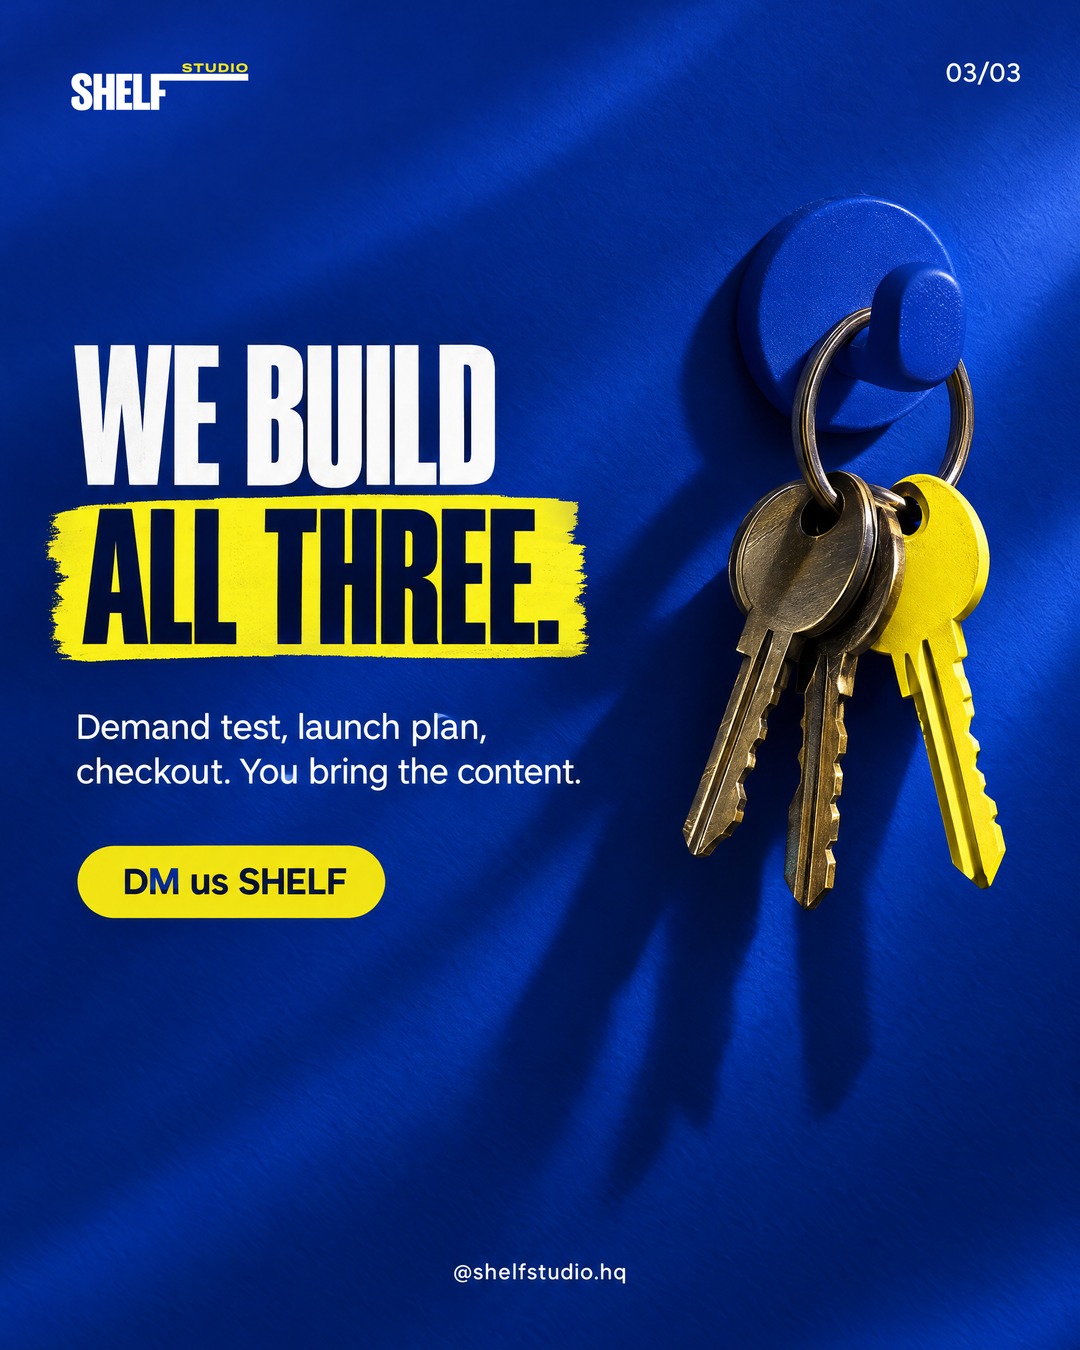 STUDIO
SHELF
03/03
WE BUILD
ALL THREE.
Demand test, launch plan,
checkout. You bring the content.
DM us SHELF
@shelfstudio.hq